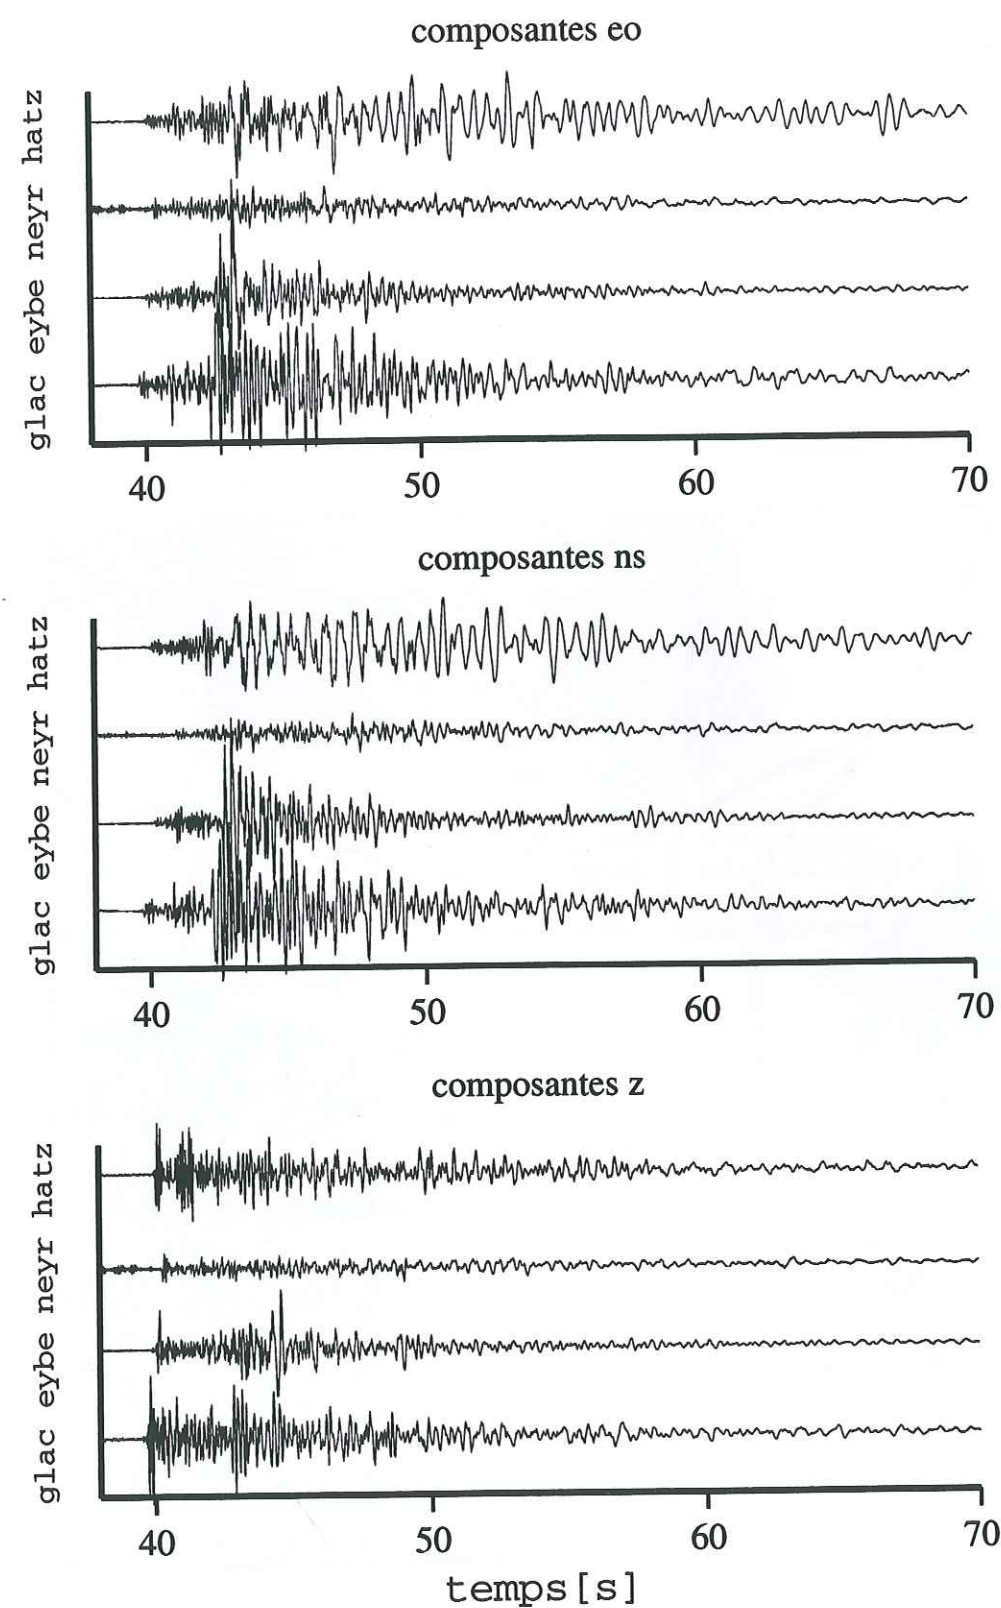 composantes eo
glac eybe neyr hatz
40 50 60 70
composantes ns
glac eybe neyr hatz
40 50 60 70
composantes z
glac eybe neyr hatz
40 50 60 70
temps[s]